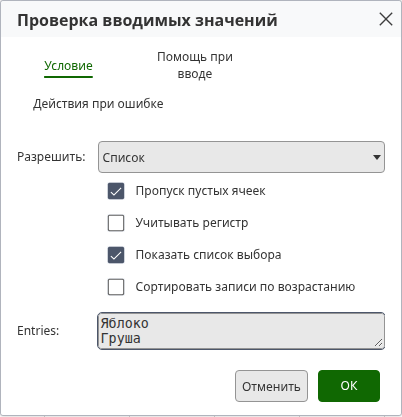 Проверка вводимых значений
Условие
Помощь при
вводе
Действия при ошибке
Разрешить:
Список
Пропуск пустых ячеек
Учитывать регистр
Показать список выбора
Сортировать записи по возрастанию
Entries:
Яблоко
Груша
Отменить
ОК